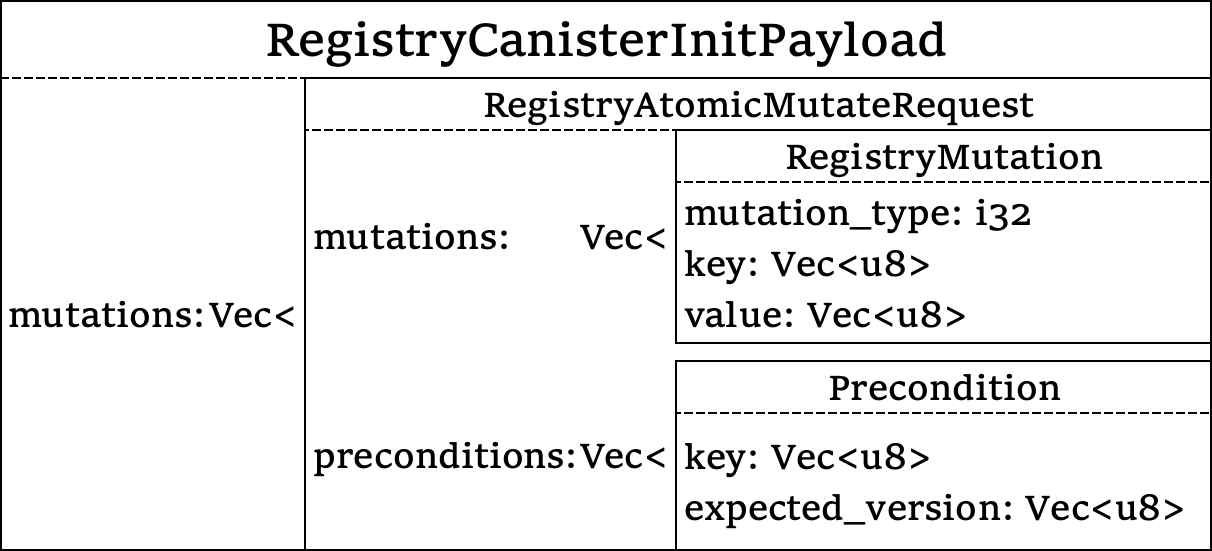 RegistryCanisterInitPayload
RegistryAtomicMutateRequest
RegistryMutation
mutations: Vec<
mutation_type: i32
key: Vec<u8>
value: Vec<u8>
mutations: Vec<
Precondition
preconditions: Vec<
key: Vec<u8>
expected_version: Vec<u8>